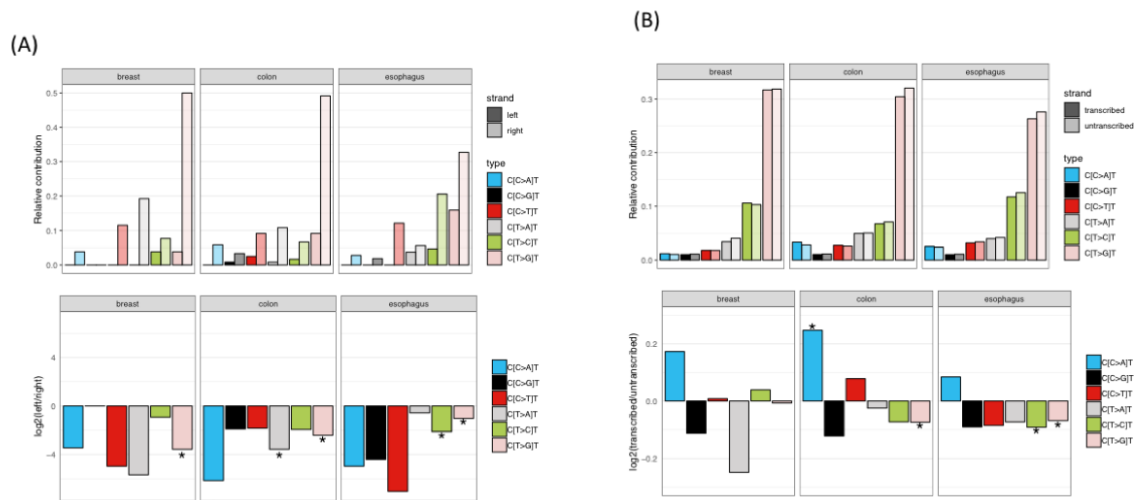 (A)
breast colon esophagus
Relative contribution
0.5
0.4
0.3
0.2
0.1
0.0
strand
left
right
type
C[C>A]T
C[C>G]T
C[C>T]T
C[T>A]T
C[T>C]T
C[T>G]T
breast colon esophagus
log2(left/right)
4
0
−4
*
* *
* *
C[C>A]T
C[C>G]T
C[C>T]T
C[T>A]T
C[T>C]T
C[T>G]T
(B)
breast colon esophagus
Relative contribution
0.3
0.2
0.1
0.0
strand
transcribed
untranscribed
type
C[C>A]T
C[C>G]T
C[C>T]T
C[T>A]T
C[T>C]T
C[T>G]T
breast colon esophagus
log2(transcribed/untranscribed)
0.2
0.0
−0.2
*
*
* *
C[C>A]T
C[C>G]T
C[C>T]T
C[T>A]T
C[T>C]T
C[T>G]T